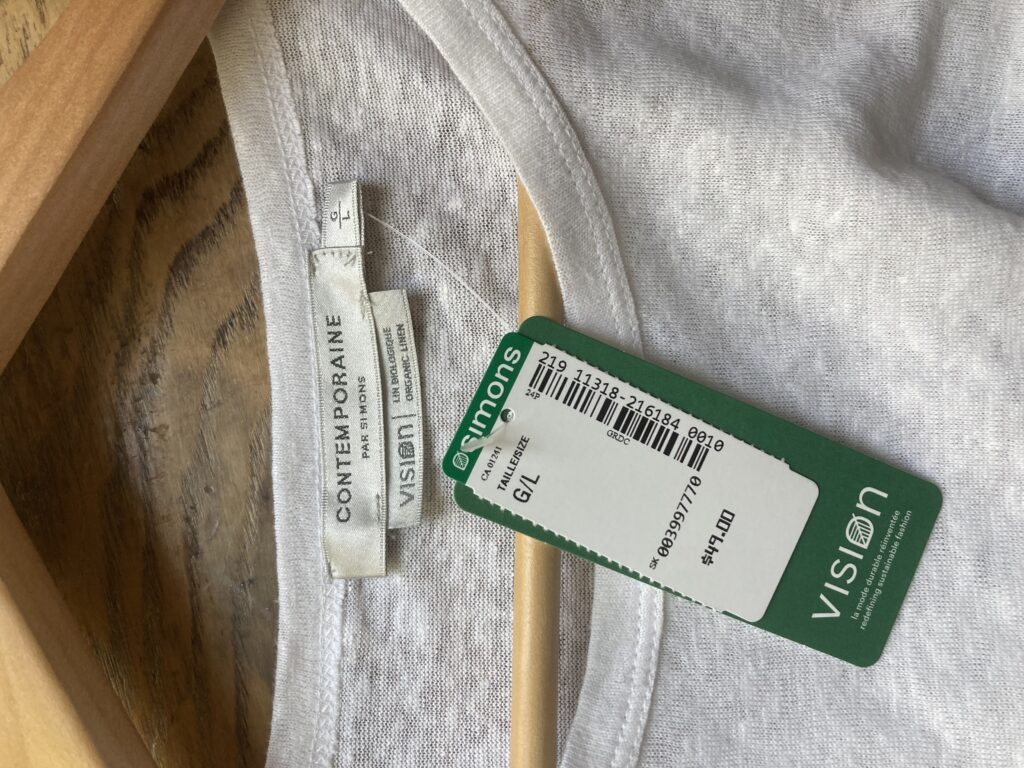 G/L
CONTEMPORAINE
PAR SIMONS
VISION
LIN BIOLOGIQUE
ORGANIC LINEN
simons
219 11318-216184 0010
24P
GRDC
CA 01241
TAILLE/SIZE
G/L
SK 0039977770
$49.00
VISION
la mode durable réinventée
redefining sustainable fashion